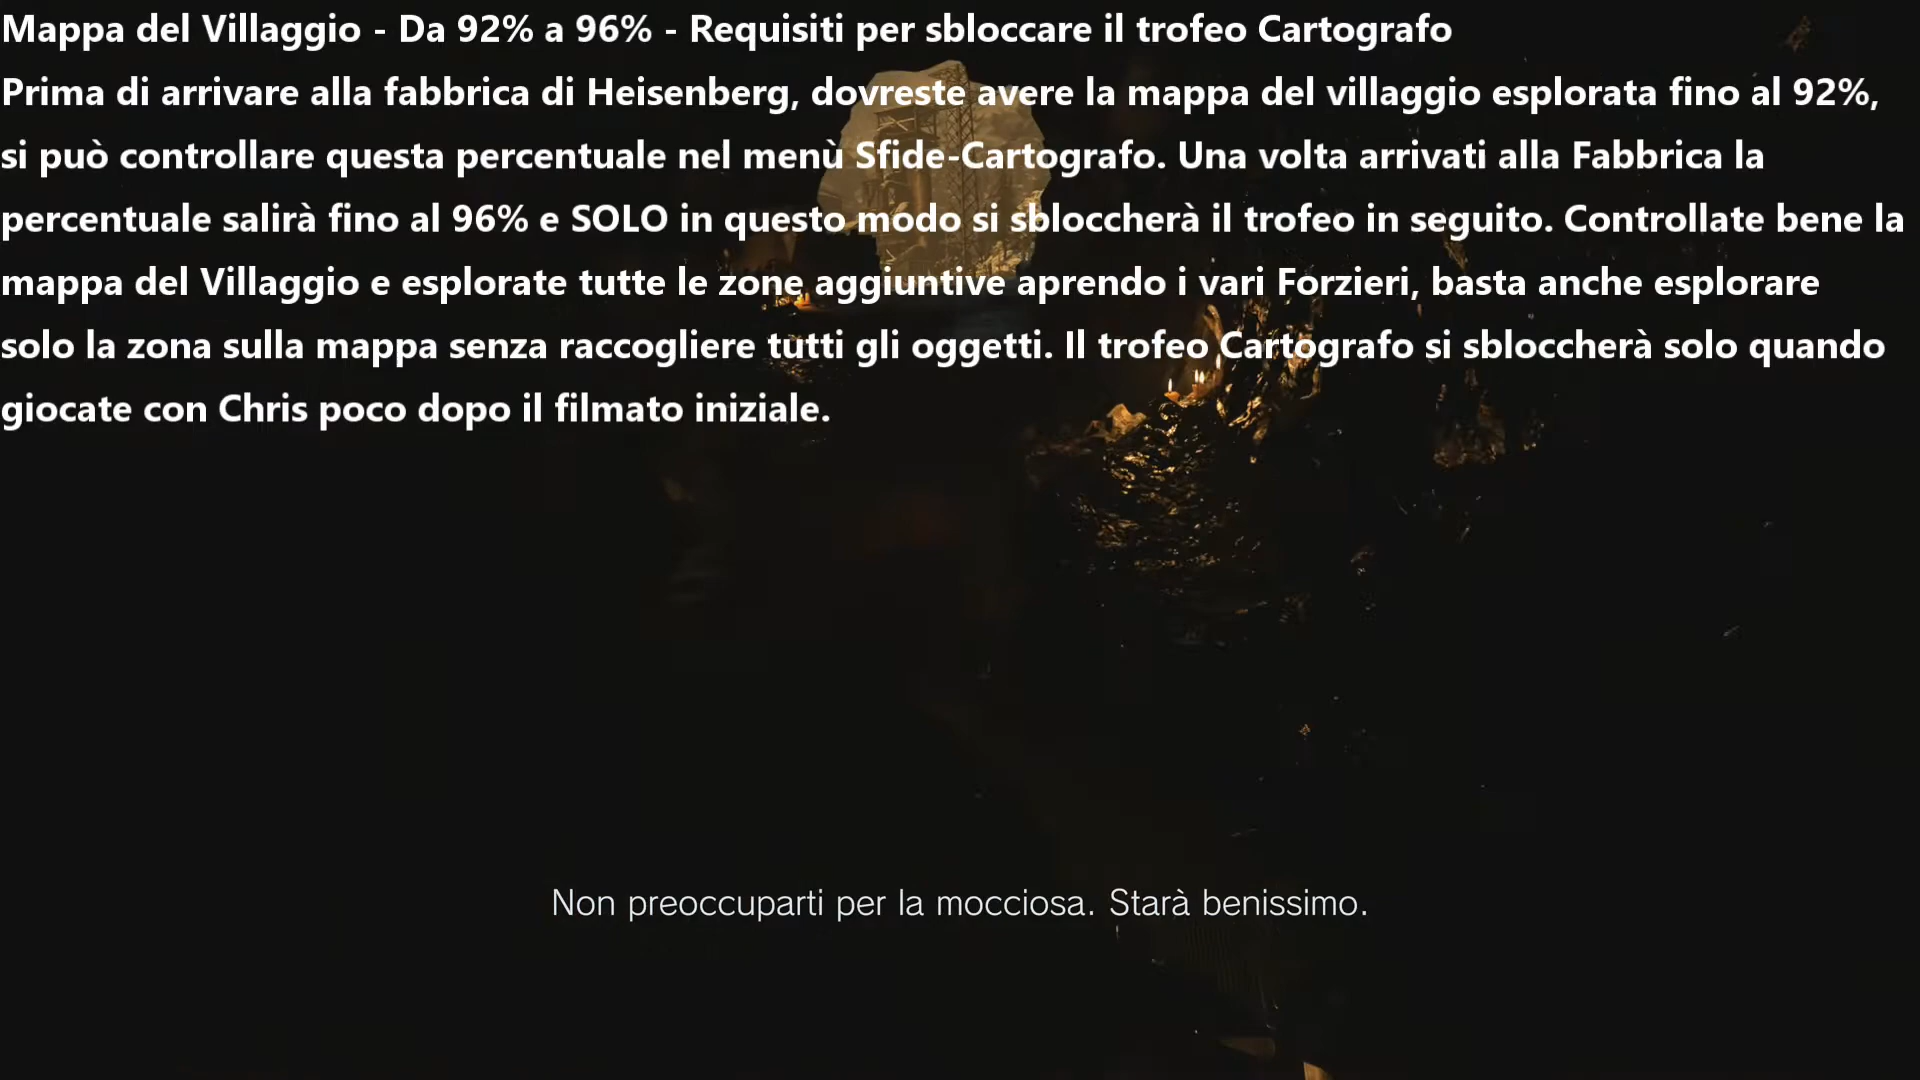 Mappa del Villaggio - Da 92% a 96% - Requisiti per sbloccare il trofeo Cartografo
Prima di arrivare alla fabbrica di Heisenberg, dovreste avere la mappa del villaggio esplorata fino al 92%,
si può controllare questa percentuale nel menù Sfide-Cartografo. Una volta arrivati alla Fabbrica la
percentuale salirà fino al 96% e SOLO in questo modo si sbloccherà il trofeo in seguito. Controllate bene la
mappa del Villaggio e esplorate tutte le zone aggiuntive aprendo i vari Forzieri, basta anche esplorare
solo la zona sulla mappa senza raccogliere tutti gli oggetti. Il trofeo Cartografo si sbloccherà solo quando
giocate con Chris poco dopo il filmato iniziale.
Non preoccuparti per la mocciosa. Starà benissimo.